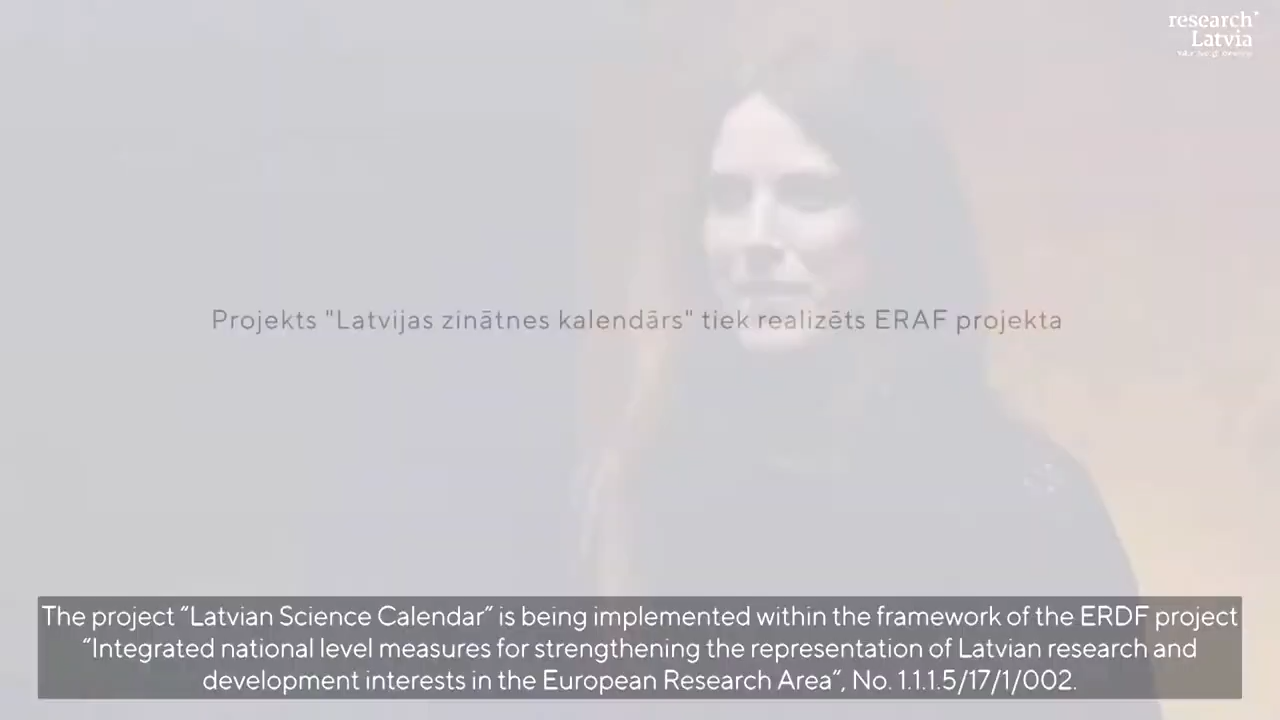 research
Latvia
Projekts "Latvijas zinātnes kalendārs" tiek realizēts ERAF projekta
The project “Latvian Science Calendar” is being implemented within the framework of the ERDF project
“Integrated national level measures for strengthening the representation of Latvian research and
development interests in the European Research Area”, No. 1.1.1.5/17/1/002.